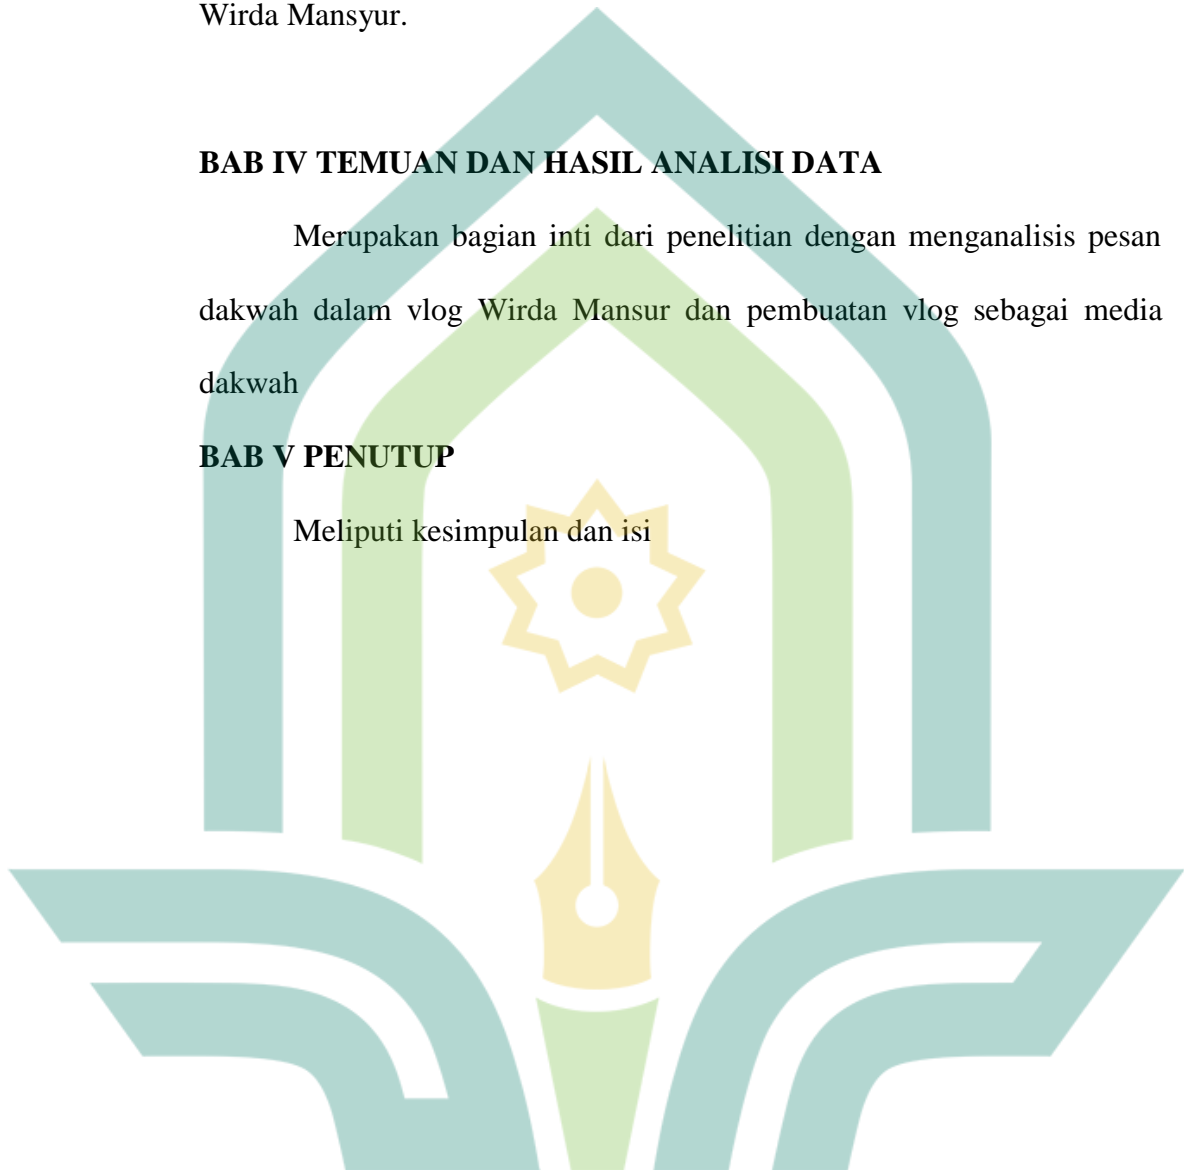 Wirda Mansyur.
BAB IV TEMUAN DAN HASIL ANALISI DATA
Merupakan bagian inti dari penelitian dengan menganalisis pesan
dakwah dalam vlog Wirda Mansur dan pembuatan vlog sebagai media
dakwah
BAB V PENUTUP
Meliputi kesimpulan dan isi